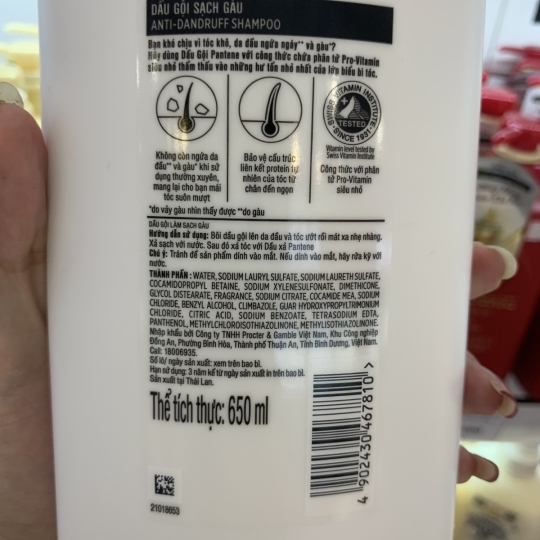 DẦU GỘI SẠCH GÀU
ANTI-DANDRUFF SHAMPOO
Bạn khó chịu vì tóc khô, da đầu ngứa ngáy* và gàu**?
Hãy dùng Dầu Gội Pantene với công thức chứa phân tử Pro-Vitamin
siêu nhỏ thẩm thấu vào những hư tổn nhỏ nhất của lớp biểu bì tóc.
Không còn ngứa da
đầu** và gàu* khi sử
dụng thường xuyên,
mang lại cho bạn mái
tóc suôn mượt
Bảo vệ cấu trúc
liên kết protein tự
nhiên của tóc từ
chân đến ngọn
SWISS VITAMIN INSTITUTE
TESTED
SINCE 1931
Vitamin level tested by
Swiss Vitamin Institute
Công thức với phân
tử Pro-Vitamin
siêu nhỏ
*do vảy gàu nhìn thấy được **do gàu
DẦU GỘI LÀM SẠCH GÀU
Hướng dẫn sử dụng: Bôi dầu gội lên da đầu và tóc ướt rồi mát xa nhẹ nhàng.
Xả sạch với nước. Sau đó xả tóc với Dầu xả Pantene
Chú ý: Tránh để sản phẩm dính vào mắt. Nếu dính vào mắt, hãy rửa kỹ với
nước.
THÀNH PHẦN : WATER, SODIUM LAURYL SULFATE, SODIUM LAURETH SULFATE,
COCAMIDOPROPYL BETAINE, SODIUM XYLENESULFONATE, DIMETHICONE,
GLYCOL DISTEARATE, FRAGRANCE, SODIUM CITRATE, COCAMIDE MEA, SODIUM
CHLORIDE, BENZYL ALCOHOL, CLIMBAZOLE, GUAR HYDROXYPROPYLTRIMONIUM
CHLORIDE, CITRIC ACID, SODIUM BENZOATE, TETRASODIUM EDTA,
PANTHENOL, METHYLCHLOROISOTHIAZOLINONE, METHYLISOTHIAZOLINONE.
Nhập khẩu bởi Công ty TNHH Procter & Gamble Việt Nam, Khu Công nghiệp
Đồng An, Phường Bình Hòa, Thành phố Thuận An, Tỉnh Bình Dương, Việt Nam.
Call: 18006935.
Số lô/ ngày sản xuất: xem trên bao bì.
Hạn sử dụng: 3 năm kể từ ngày sản xuất in trên bao bì.
Sản xuất tại Thái Lan.
Thể tích thực: 650 ml
4 902430 467810 >
21018653